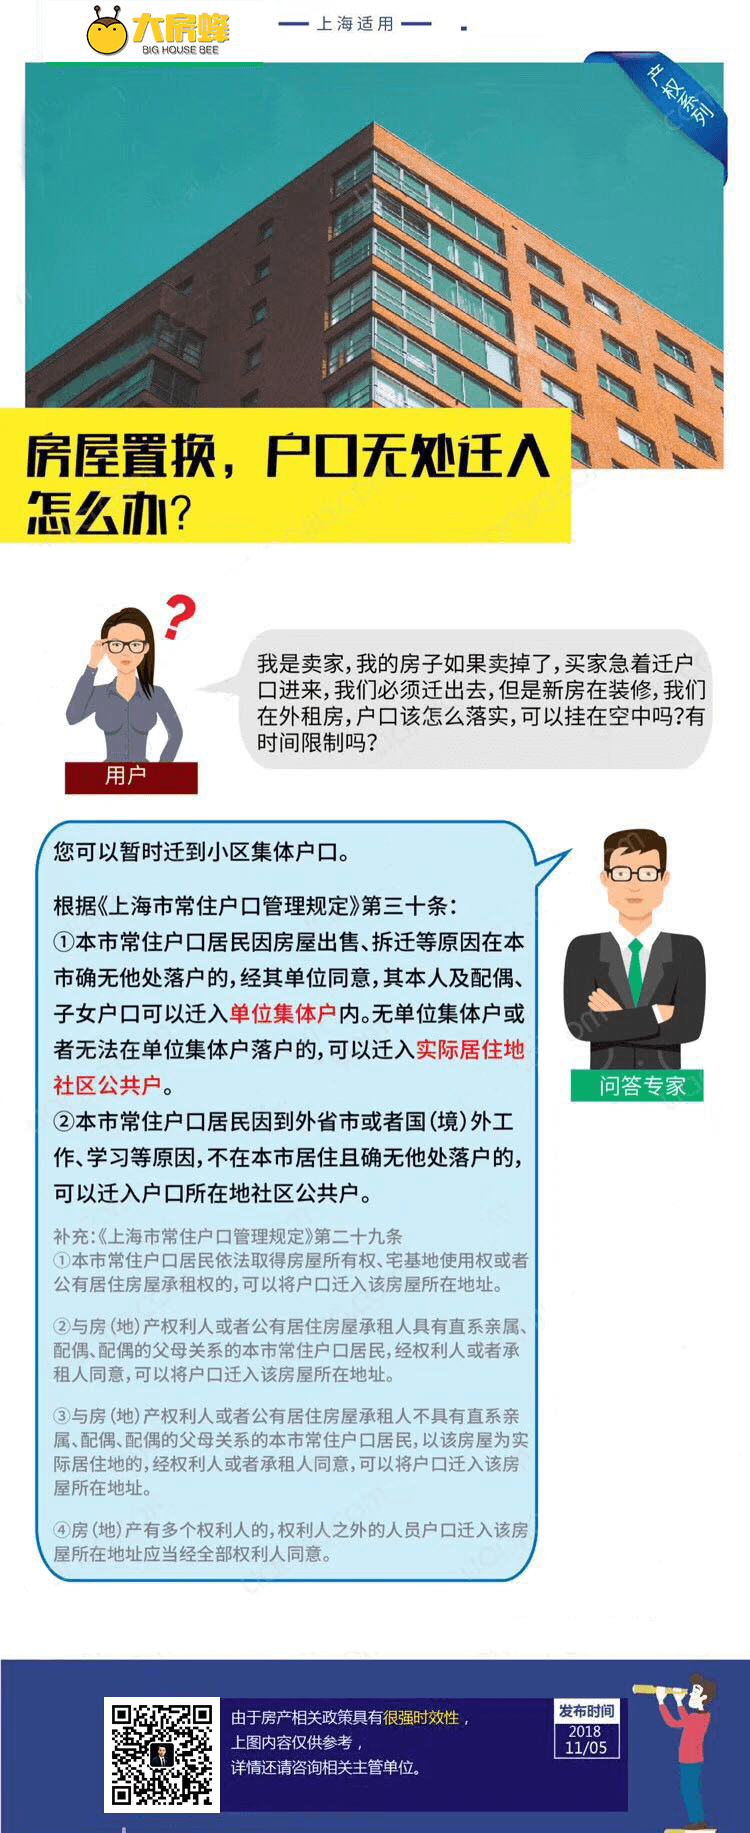 大房蜂
BIG HOUSE BEE
上海适用
产权系列
房屋置换，户口无处迁入
怎么办？
我是卖家，我的房子如果卖掉了，买家急着迁户
口进来，我们必须迁出去，但是新房在装修，我们
在外租房，户口该怎么落实，可以挂在空中吗？有
时间限制吗？
用户
您可以暂时迁到小区集体户口。
根据《上海市常住户口管理规定》第三十条：
①本市常住户口居民因房屋出售、拆迁等原因在本
市确无他处落户的，经其单位同意，其本人及配偶、
子女户口可以迁入单位集体户内。无单位集体户或
者无法在单位集体户落户的，可以迁入实际居住地
社区公共户。
②本市常住户口居民因到外省市或者国（境）外工
作、学习等原因，不在本市居住且确无他处落户的，
可以迁入户口所在地社区公共户。
问答专家
补充：《上海市常住户口管理规定》第二十九条
①本市常住户口居民依法取得房屋所有权、宅基地使用权或者
公有居住房屋承租权的，可以将户口迁入该房屋所在地址。
②与房（地）产权利人或者公有居住房屋承租人具有直系亲属、
配偶、配偶的父母关系的本市常住户口居民，经权利人或者承
租人同意，可以将户口迁入该房屋所在地址。
③与房（地）产权利人或者公有居住房屋承租人不具有直系亲
属、配偶、配偶的父母关系的本市常住户口居民，以该房屋为实
际居住地的，经权利人或者承租人同意，可以将户口迁入该房
屋所在地址。
④房（地）产有多个权利人的，权利人之外的人员户口迁入该房
屋所在地址应当经全部权利人同意。
由于房产相关政策具有很强时效性，
上图内容仅供参考，
详情还请咨询相关主管单位。
发布时间
2018
11/05